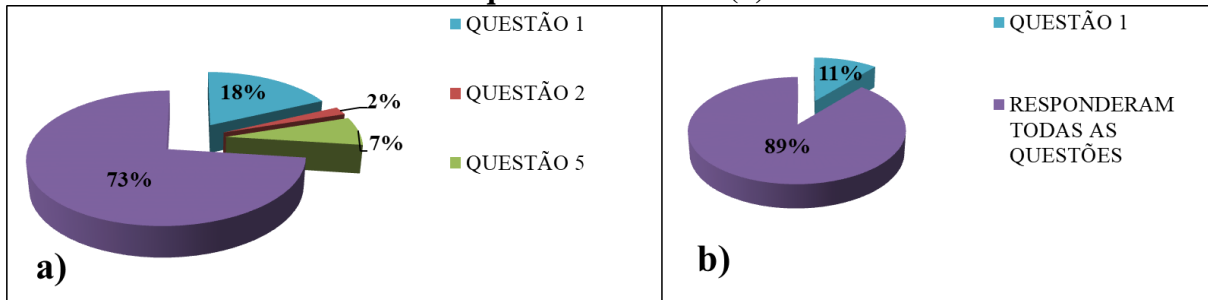 QUESTÃO 1
18%
QUESTÃO 2
2%
7%
QUESTÃO 5
73%
a)
QUESTÃO 1
11%
RESPONDERAM
TODAS AS
QUESTÕES
89%
b)